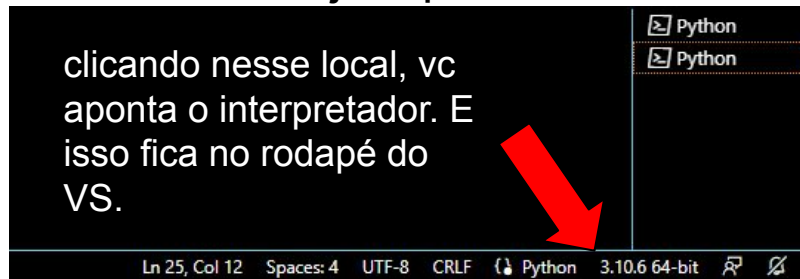 Python
Python
clicando nesse local, vc
aponta o interpretador. E
isso fica no rodapé do
VS.
Ln 25, Col 12 Spaces: 4 UTF-8 CRLF Python 3.10.6 64-bit